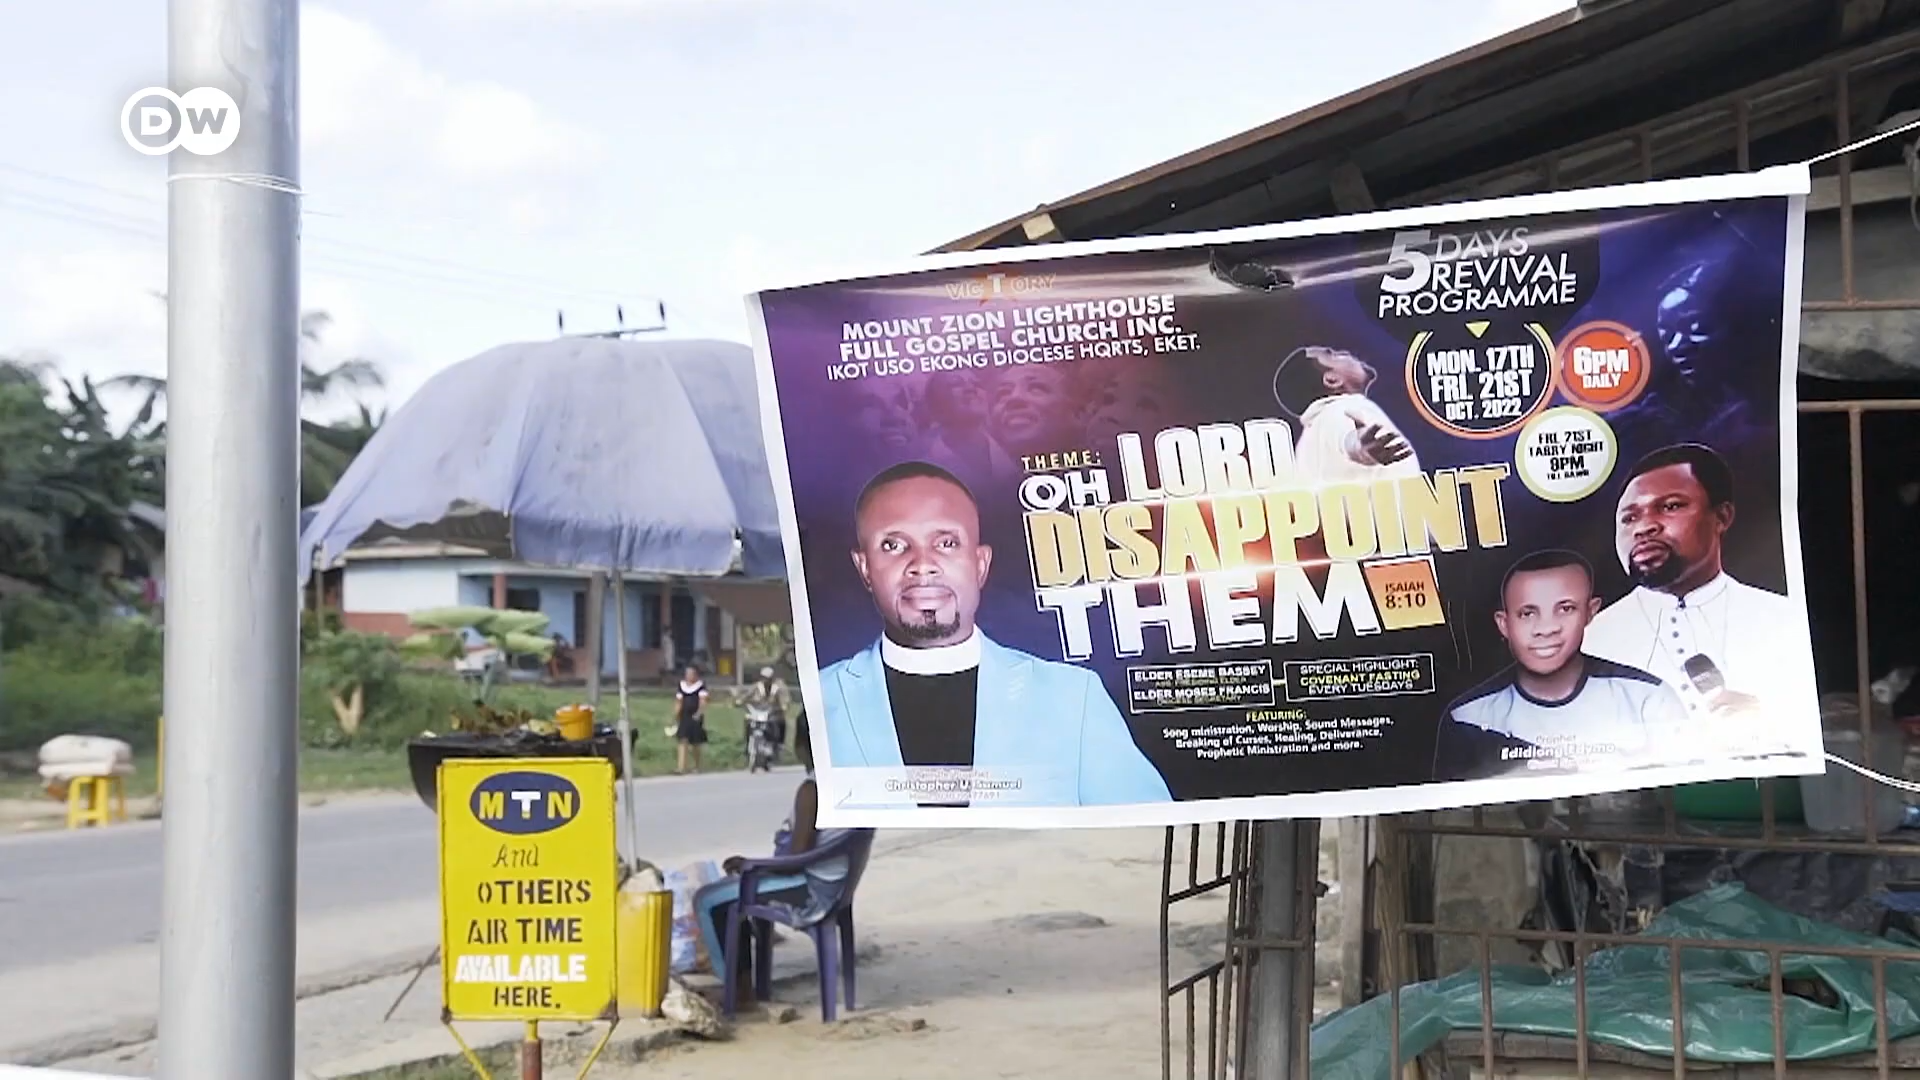 DW
VICTORY
MOUNT ZION LIGHTHOUSE
FULL GOSPEL CHURCH INC.
IKOT USO EKONG DIOCESE HQRTS, EKET.
5 DAYS
REVIVAL
PROGRAMME
MON. 17TH
FRI. 21ST
OCT. 2022
6PM
DAILY
FRI. 21ST
TARRY NIGHT
9PM
TILL DAWN
THEME:
OH LORD
DISAPPOINT
THEM
ISAIAH
8:10
ELDER ESEME BASSEY
ELDER MOSES FRANCIS
DIOCESE SECRETARY
SPECIAL HIGHLIGHT:
COVENANT FASTING
EVERY TUESDAYS
FEATURING:
Song ministration, Worship, Sound Messages,
Breaking of Curses, Healing, Deliverance,
Prophetic Ministration and more.
Christopher U.
Prophet
Edidiong
MTN
And
OTHERS
AIR TIME
AVAILABLE
HERE.